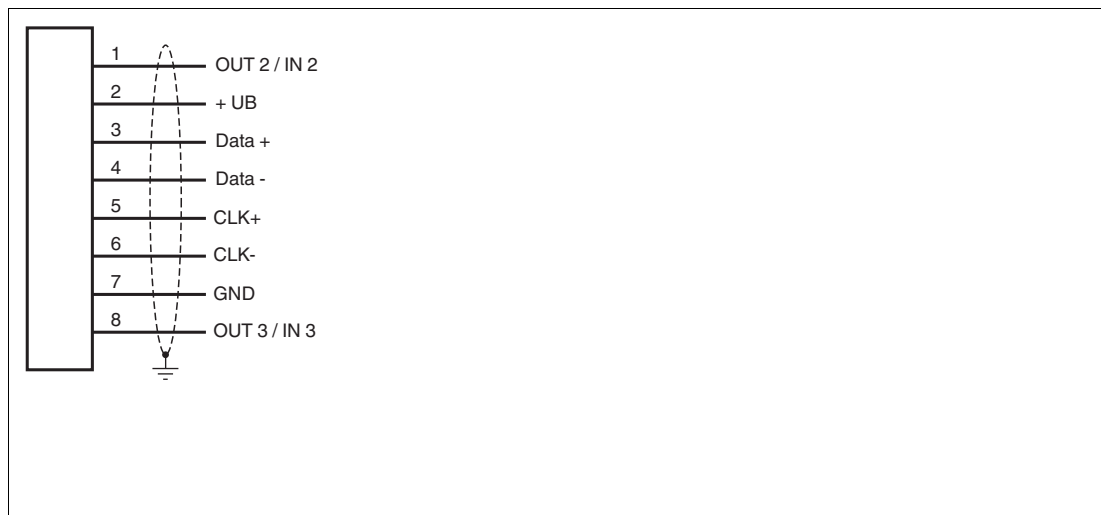 1 OUT 2 / IN 2
2 + UB
3 Data +
4 Data -
5 CLK+
6 CLK-
7 GND
8 OUT 3 / IN 3